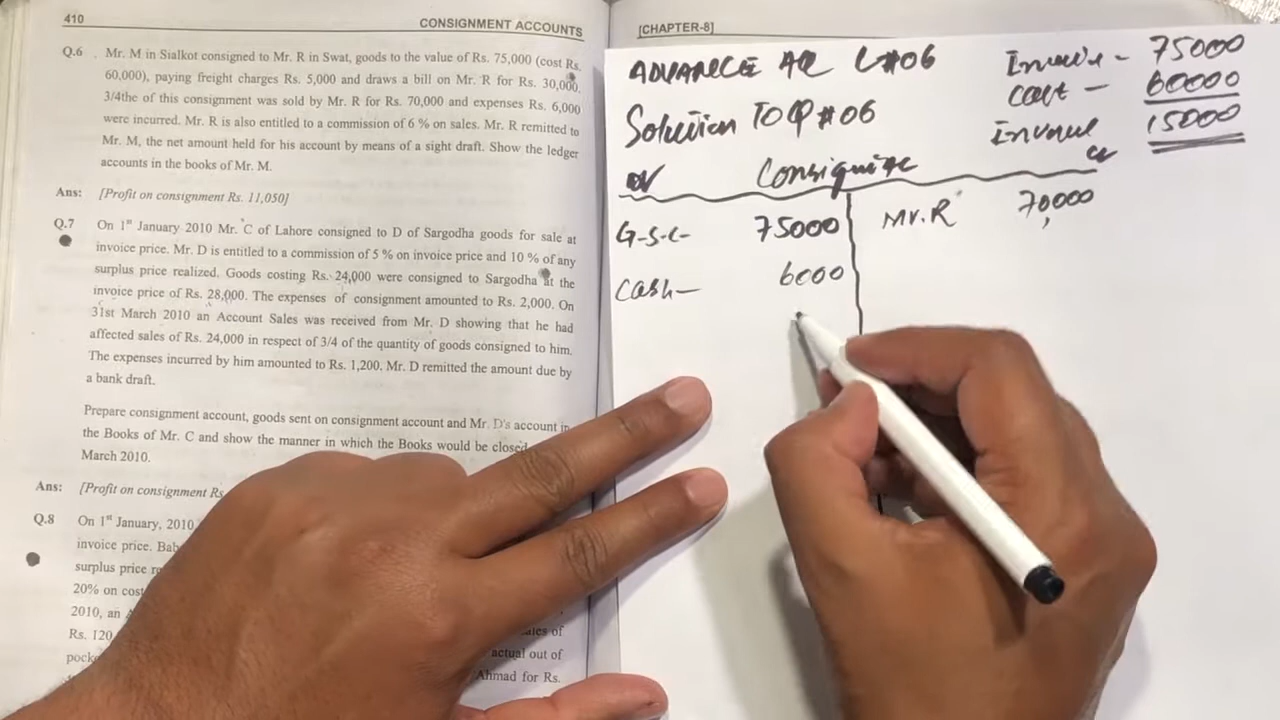 410
CONSIGNMENT ACCOUNTS
Q.6 Mr. M in Sialkot consigned to Mr. R in Swat, goods to the value of Rs. 75,000 (cost Rs.
60,000), paying freight charges Rs. 5,000 and draws a bill on Mr. R for Rs. 30,000.
3/4the of this consignment was sold by Mr. R for Rs. 70,000 and expenses Rs. 6,000
were incurred. Mr. R is also entitled to a commission of 6 % on sales. Mr. R remitted to
Mr. M, the net amount held for his account by means of a sight draft. Show the ledger
accounts in the books of Mr. M.
Ans: [Profit on consignment Rs. 11,050]
Q.7 On 1st January 2010 Mr. C of Lahore consigned to D of Sargodha goods for sale at
invoice price. Mr. D is entitled to a commission of 5 % on invoice price and 10 % of any
surplus price realized. Goods costing Rs. 24,000 were consigned to Sargodha at the
invoice price of Rs. 28,000. The expenses of consignment amounted to Rs. 2,000. On
31st March 2010 an Account Sales was received from Mr. D showing that he had
affected sales of Rs. 24,000 in respect of 3/4 of the quantity of goods consigned to him.
The expenses incurred by him amounted to Rs. 1,200. Mr. D remitted the amount due by
a bank draft.
Prepare consignment account, goods sent on consignment account and Mr. D's account in
the Books of Mr. C and show the manner in which the Books would be closed
March 2010.
Ans: [Profit on consignment Rs
Q.8 On 1st January, 2010
invoice price.
surplus price
20% on cost
2010, an
Rs. 120
ales of
actual out of
Ahmad for Rs.
[CHAPTER-8]
ADVANCE
L#06
Solution To Q#06
75000
60000
15000
G.S.C- 75000
Mr.R 70,000
Cash- 6000